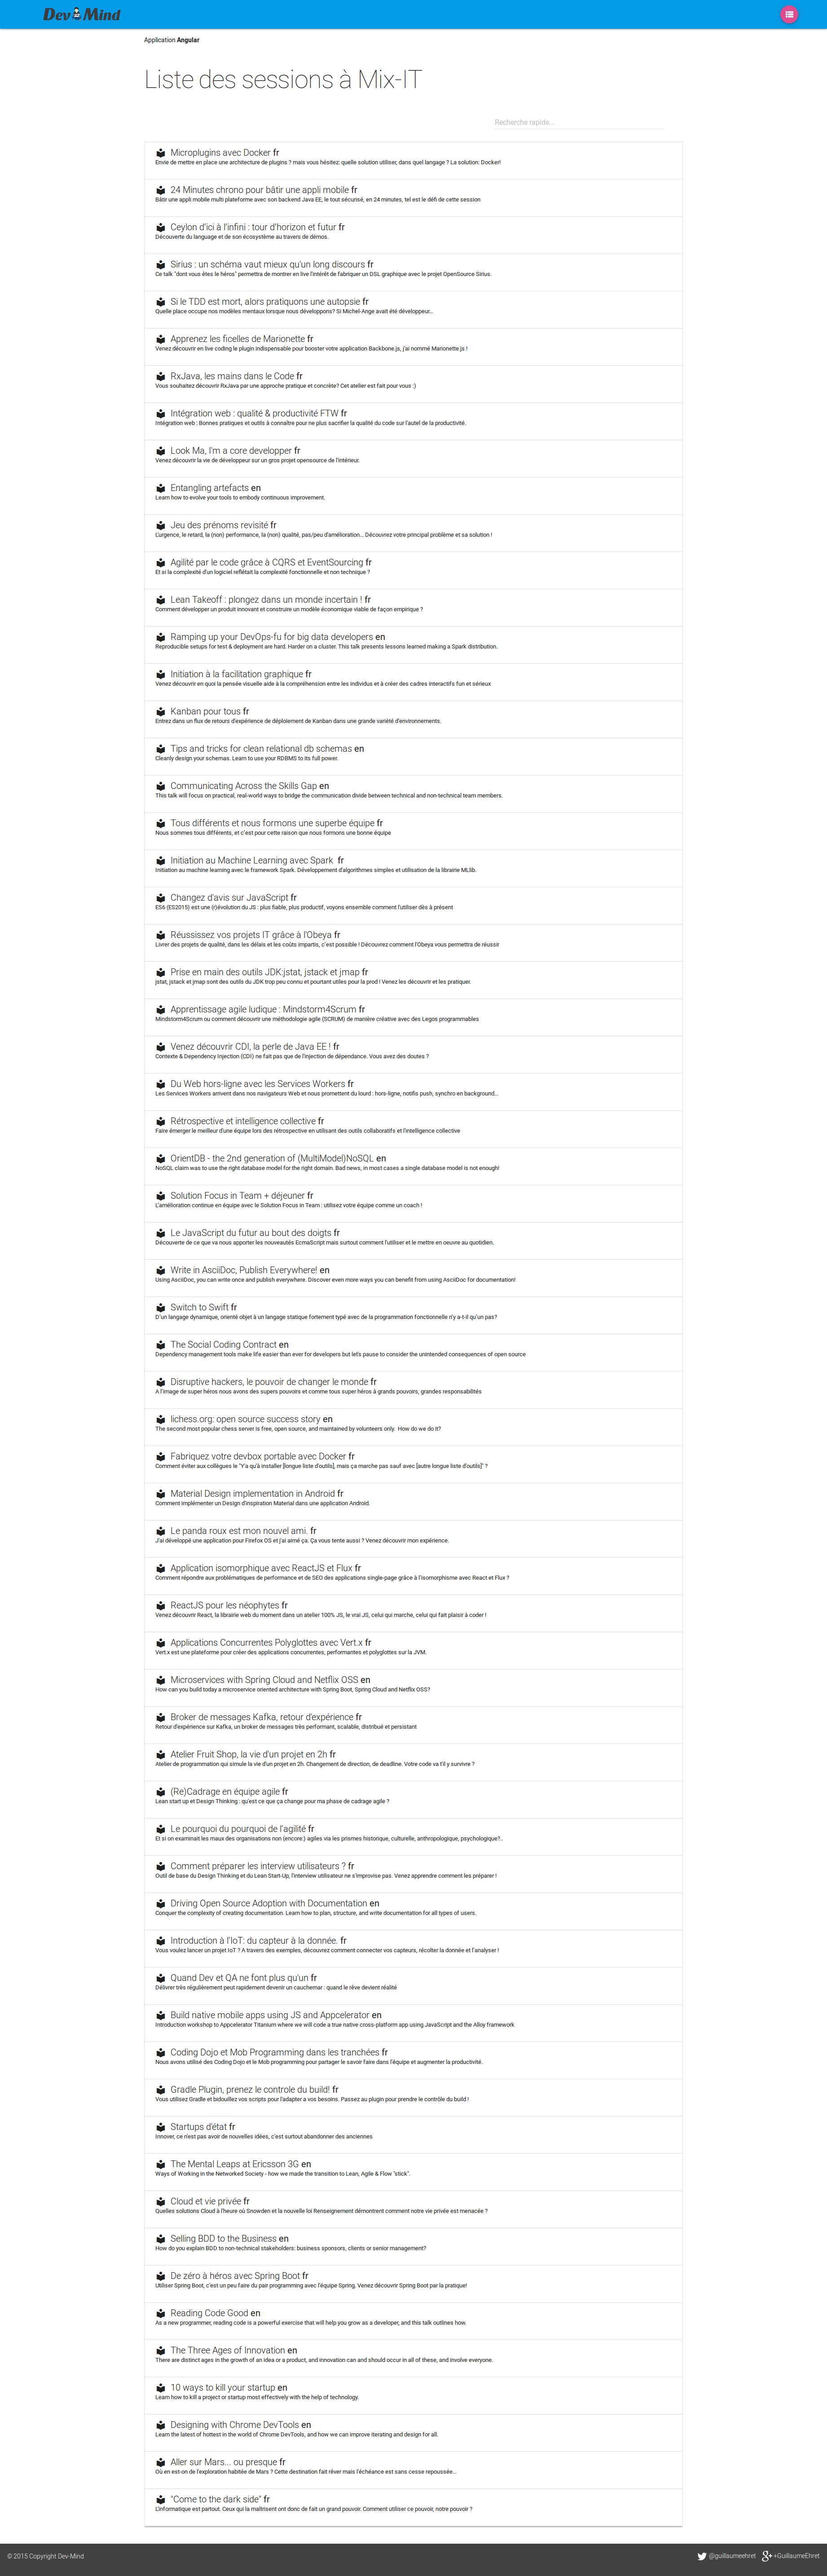 Dev Mind
Application Angular
Liste des sessions à Mix-IT
Recherche rapide...
Microplugins avec Docker fr
Envie de mettre en place une architecture de plugins ? mais vous hésitez: quelle solution utiliser, dans quel langage ? La solution: Docker!
24 Minutes chrono pour bâtir une appli mobile fr
Bâtir une appli mobile multi plateforme avec son backend Java EE, le tout sécurisé, en 24 minutes, tel est le défi de cette session
Ceylon d'ici à l'infini : tour d'horizon et futur fr
Découverte du language et de son écosystème au travers de démos.
Sirius : un schéma vaut mieux qu'un long discours fr
Ce talk "dont vous êtes le héros" permettra de montrer en live l'intérêt de fabriquer un DSL graphique avec le projet OpenSource Sirius.
Si le TDD est mort, alors pratiquons une autopsie fr
Quelle place occupe nos modèles mentaux lorsque nous développons? Si Michel-Ange avait été développeur...
Apprenez les ficelles de Marionette fr
Venez découvrir en live coding le plugin indispensable pour booster votre application Backbone.js, j'ai nommé Marionette.js !
RxJava, les mains dans le Code fr
Vous souhaitez découvrir RxJava par une approche pratique et concrète? Cet atelier est fait pour vous :)
Intégration web : qualité & productivité FTW fr
Intégration web : Bonnes pratiques et outils à connaître pour ne plus sacrifier la qualité du code sur l'autel de la productivité.
Look Ma, I'm a core developper fr
Venez découvrir la vie de développeur sur un gros projet opensource de l'intérieur.
Entangling artefacts en
Learn how to evolve your tools to embody continuous improvement.
Jeu des prénoms revisité fr
L'urgence, le retard, la (non) performance, la (non) qualité, pas/peu d'amélioration... Découvrez votre principal problème et sa solution !
Agilité par le code grâce à CQRS et EventSourcing fr
Et si la complexité d'un logiciel reflétait la complexité fonctionnelle et non technique ?
Lean Takeoff : plongez dans un monde incertain ! fr
Comment développer un produit innovant et construire un modèle économique viable de façon empirique ?
Ramping up your DevOps-fu for big data developers en
Reproducible setups for test & deployment are hard. Harder on a cluster. This talk presents lessons learned making a Spark distribution.
Initiation à la facilitation graphique fr
Venez découvrir en quoi la pensée visuelle aide à la compréhension entre les individus et à créer des cadres interactifs fun et sérieux
Kanban pour tous fr
Entrez dans un flux de retours d'expérience de déploiement de Kanban dans une grande variété d'environnements.
Tips and tricks for clean relational db schemas en
Cleanly design your schemas. Learn to use your RDBMS to its full power.
Communicating Across the Skills Gap en
This talk will focus on practical, real-world ways to bridge the communication divide between technical and non-technical team members.
Tous différents et nous formons une superbe équipe fr
Nous sommes tous différents, et c'est pour cette raison que nous formons une bonne équipe
Initiation au Machine Learning avec Spark fr
Initiation au machine learning avec le framework Spark. Développement d'algorithmes simples et utilisation de la librairie MLlib.
Changez d'avis sur JavaScript fr
ES6 (ES2015) est une (r)évolution du JS : plus fiable, plus productif, voyons ensemble comment l'utiliser dès à présent
Réussissez vos projets IT grâce à l'Obeya fr
Livrer des projets de qualité, dans les délais et les coûts impartis, c'est possible ! Découvrez comment l'Obeya vous permettra de réussir
Prise en main des outils JDK:jstat, jstack et jmap fr
jstat, jstack et jmap sont des outils du JDK trop peu connu et pourtant utiles pour la prod ! Venez les découvrir et les pratiquer.
Apprentissage agile ludique : Mindstorm4Scrum fr
Mindstorm4Scrum ou comment découvrir une méthodologie agile (SCRUM) de manière créative avec des Legos programmables
Venez découvrir CDI, la perle de Java EE ! fr
Contexte & Dependency Injection (CDI) ne fait pas que de l'injection de dépendance. Vous avez des doutes ?
Du Web hors-ligne avec les Services Workers fr
Les Services Workers arrivent dans nos navigateurs Web et nous promettent du lourd : hors-ligne, notifis push, synchro en background...
Rétrospective et intelligence collective fr
Faire émerger le meilleur d'une équipe lors des rétrospective en utilisant des outils collaboratifs et l'intelligence collective
OrientDB - the 2nd generation of (MultiModel)NoSQL en
NoSQL claim was to use the right database model for the right domain. Bad news, in most cases a single database model is not enough!
Solution Focus in Team + déjeuner fr
L'amélioration continue en équipe avec le Solution Focus in Team : utilisez votre équipe comme un coach !
Le JavaScript du futur au bout des doigts fr
Découverte de ce que va nous apporter les nouveautés EcmaScript mais surtout comment l'utiliser et le mettre en oeuvre au quotidien.
Write in AsciiDoc, Publish Everywhere! en
Using AsciiDoc, you can write once and publish everywhere. Discover even more ways you can benefit from using AsciiDoc for documentation!
Switch to Swift fr
D'un langage dynamique, orienté objet à un langage statique fortement typé avec de la programmation fonctionnelle n'y a-t-il qu'un pas?
The Social Coding Contract en
Dependency management tools make life easier than ever for developers but let's pause to consider the unintended consequences of open source
Disruptive hackers, le pouvoir de changer le monde fr
A l'image de super héros nous avons des supers pouvoirs et comme tous super héros à grands pouvoirs, grandes responsabilités
lichess.org: open source success story en
The second most popular chess server is free, open source, and maintained by volunteers only. How do we do it?
Fabriquez votre devbox portable avec Docker fr
Comment éviter aux collègues le "Y'a qu'à installer [longue liste d'outils], mais ça marche pas sauf avec [autre longue liste d'outils]" ?
Material Design implementation in Android fr
Comment implémenter un Design d'inspiration Material dans une application Android.
Le panda roux est mon nouvel ami. fr
J'ai développé une application pour Firefox OS et j'ai aimé ça. Ça vous tente aussi ? Venez découvrir mon expérience.
Application isomorphique avec ReactJS et Flux fr
Comment répondre aux problématiques de performance et de SEO des applications single-page grâce à l'isomorphisme avec React et Flux ?
ReactJS pour les néophytes fr
Venez découvrir React, la librairie web du moment dans un atelier 100% JS, le vrai JS, celui qui marche, celui qui fait plaisir à coder !
Applications Concurrentes Polyglottes avec Vert.x fr
Vert.x est une plateforme pour créer des applications concurrentes, performantes et polyglottes sur la JVM.
Microservices with Spring Cloud and Netflix OSS en
How can you build today a microservice oriented architecture with Spring Boot, Spring Cloud and Netflix OSS?
Broker de messages Kafka, retour d'expérience fr
Retour d'expérience sur Kafka, un broker de messages très performant, scalable, distribué et persistant
Atelier Fruit Shop, la vie d'un projet en 2h fr
Atelier de programmation qui simule la vie d'un projet en 2h. Changement de direction, de deadline. Votre code va t'il y survivre ?
(Re)Cadrage en équipe agile fr
Lean start up et Design Thinking : qu'est ce que ça change pour ma phase de cadrage agile ?
Le pourquoi du pourquoi de l'agilité fr
Et si on examinait les maux des organisations non (encore:) agiles via les prismes historique, culturelle, anthropologique, psychologique?..
Comment préparer les interview utilisateurs ? fr
Outil de base du Design Thinking et du Lean Start-Up, l'interview utilisateur ne s'improvise pas. Venez apprendre comment les préparer !
Driving Open Source Adoption with Documentation en
Conquer the complexity of creating documentation. Learn how to plan, structure, and write documentation for all types of users.
Introduction à l'IoT: du capteur à la donnée. fr
Vous voulez lancer un projet IoT ? A travers des exemples, découvrez comment connecter vos capteurs, récolter la donnée et l'analyser !
Quand Dev et QA ne font plus qu'un fr
Délivrer très régulièrement peut rapidement devenir un cauchemar : quand le rêve devient réalité
Build native mobile apps using JS and Appcelerator en
Introduction workshop to Appcelerator Titanium where we will code a true native cross-platform app using JavaScript and the Alloy framework
Coding Dojo et Mob Programming dans les tranchées fr
Nous avons utilisé des Coding Dojo et le Mob programming pour partager le savoir faire dans l'équipe et augmenter la productivité.
Gradle Plugin, prenez le controle du build! fr
Vous utilisez Gradle et bidouillez vos scripts pour l'adapter a vos besoins. Passez au plugin pour prendre le contrôle du build !
Startups d'état fr
Innover, ce n'est pas avoir de nouvelles idées, c'est surtout abandonner des anciennes
The Mental Leaps at Ericsson 3G en
Ways of Working in the Networked Society - how we made the transition to Lean, Agile & Flow "stick".
Cloud et vie privée fr
Quelles solutions Cloud à l'heure où Snowden et la nouvelle loi Renseignement démontrent comment notre vie privée est menacée ?
Selling BDD to the Business en
How do you explain BDD to non-technical stakeholders: business sponsors, clients or senior management?
De zéro à héros avec Spring Boot fr
Utiliser Spring Boot, c'est un peu faire du pair programming avec l'équipe Spring. Venez découvrir Spring Boot par la pratique!
Reading Code Good en
As a new programmer, reading code is a powerful exercise that will help you grow as a developer, and this talk outlines how.
The Three Ages of Innovation en
There are distinct ages in the growth of an idea or a product, and innovation can and should occur in all of these, and involve everyone.
10 ways to kill your startup en
Learn how to kill a project or startup most effectively with the help of technology.
Designing with Chrome DevTools en
Learn the latest of hottest in the world of Chrome DevTools, and how we can improve iterating and design for all.
Aller sur Mars... ou presque fr
Où en est-on de l'exploration habitée de Mars ? Cette destination fait rêver mais l'échéance est sans cesse repoussée...
"Come to the dark side" fr
L'informatique est partout. Ceux qui la maîtrisent ont donc de fait un grand pouvoir. Comment utiliser ce pouvoir, notre pouvoir ?
© 2015 Copyright Dev-Mind
@guillaumeehret
+GuillaumeEhret